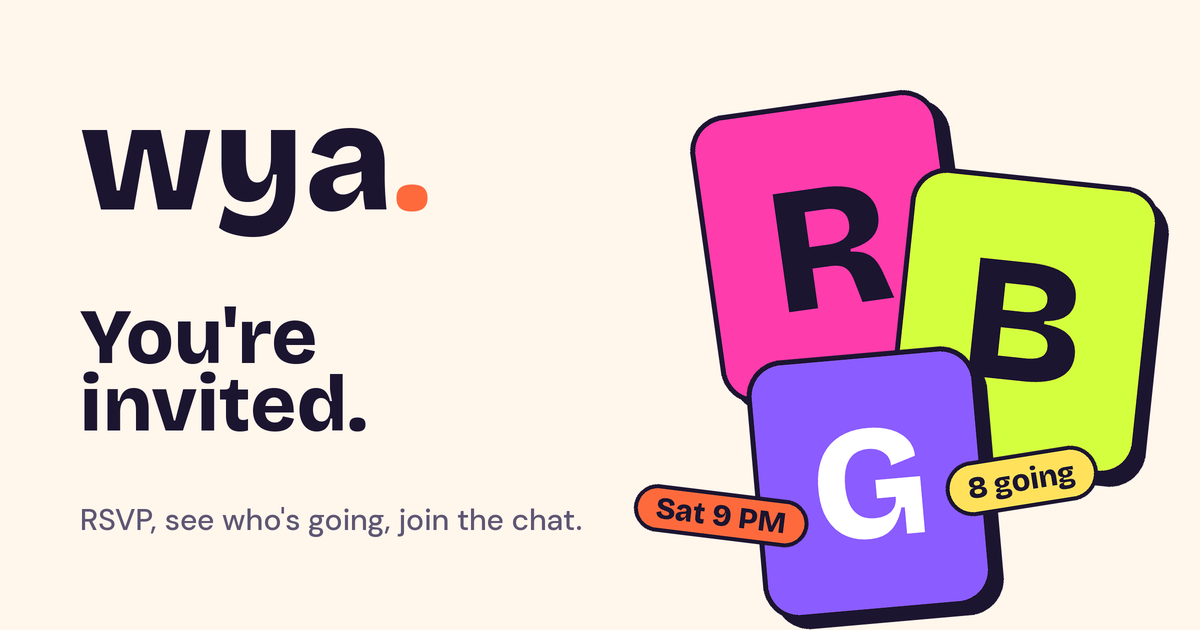 wya.
You're
invited.
RSVP, see who's going, join the chat.
R
B
G
Sat 9 PM
8 going